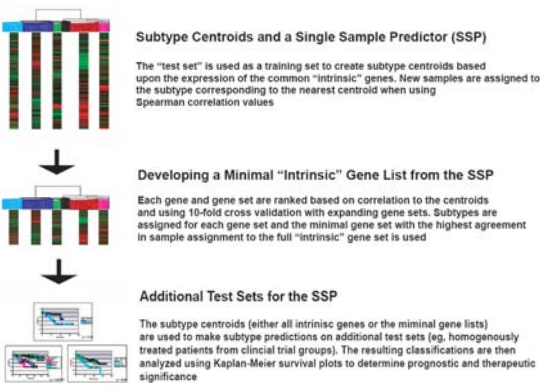 Subtype Centroids and a Single Sample Predictor (SSP)
The "test set" is used as a training set to create subtype centroids based
upon the expression of the common "intrinsic" genes. New samples are assigned to
the subtype corresponding to the nearest centroid when using
Spearman correlation values
Developing a Minimal "Intrinsic" Gene List from the SSP
Each gene and gene set are ranked based on correlation to the centroids
and using 10-fold cross validation with expanding gene sets. Subtypes are
assigned for each gene set and the minimal gene set with the highest agreement
in sample assignment to the full "intrinsic" gene set is used
Additional Test Sets for the SSP
The subtype centroids (either all intrinisc genes or the miminal gene lists)
are used to make subtype predictions on additional test sets (eg, homogenously
treated patients from clincial trial groups). The resulting classifications are then
analyzed using Kaplan-Meier survival plots to determine prognostic and therapeutic
significance